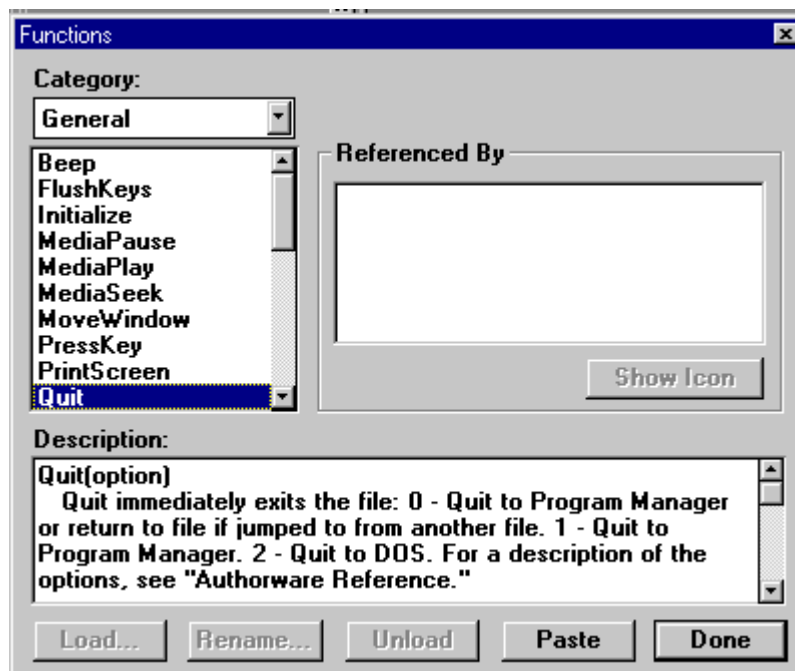 Functions
Category:
General
Beep
FlushKeys
Initialize
MediaPause
MediaPlay
MediaSeek
MoveWindow
PressKey
PrintScreen
Quit
Referenced By
Show Icon
Description:
Quit(option)
Quit immediately exits the file: 0 - Quit to Program Manager
or return to file if jumped to from another file. 1 - Quit to
Program Manager. 2 - Quit to DOS. For a description of the
options, see "Authorware Reference."
Load... Rename... Unload Paste Done